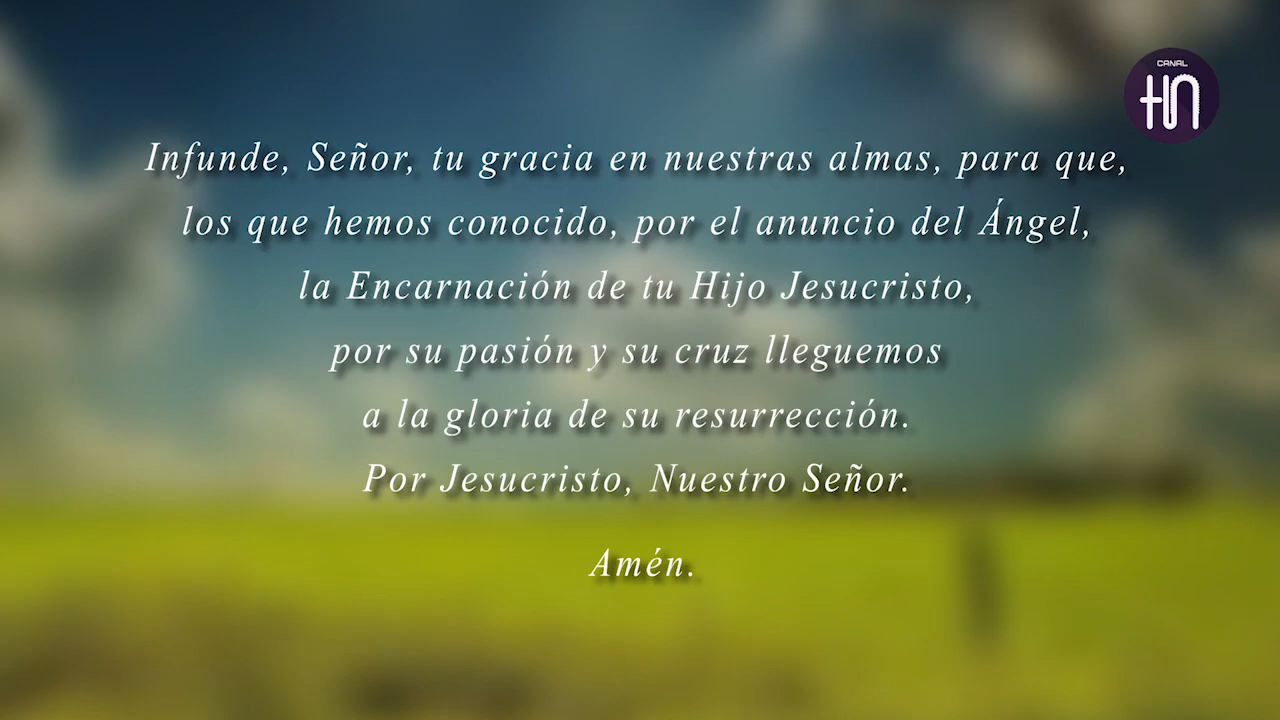 CANAL
HN
Infunde, Señor, tu gracia en nuestras almas, para que,
los que hemos conocido, por el anuncio del Ángel,
la Encarnación de tu Hijo Jesucristo,
por su pasión y su cruz lleguemos
a la gloria de su resurrección.
Por Jesucristo, Nuestro Señor.
Amén.